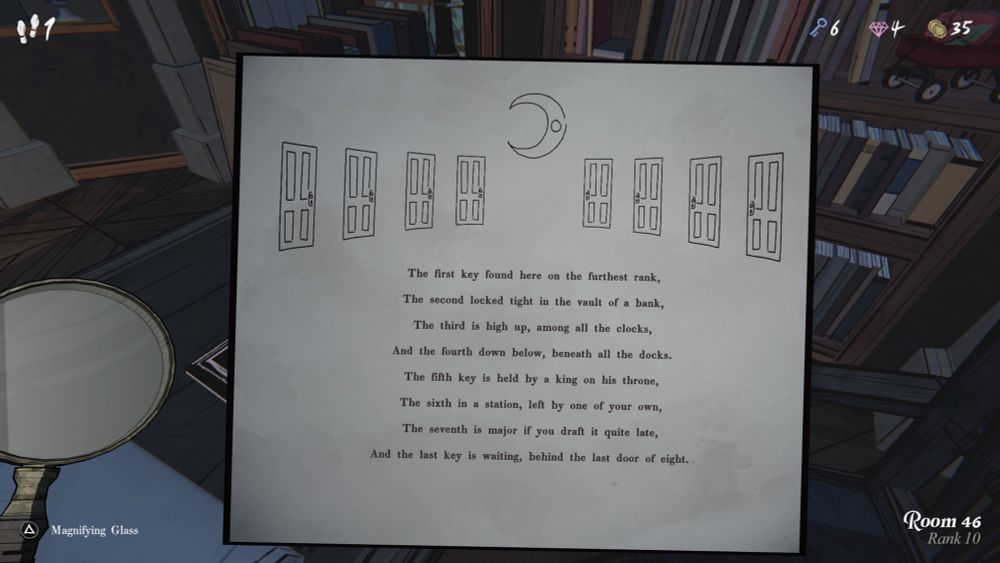 1
6
4
35
The first key found here on the furthest rank,
The second locked tight in the vault of a bank,
The third is high up, among all the clocks,
And the fourth down below, beneath all the docks.
The fifth key is held by a king on his throne,
The sixth in a station, left by one of your own,
The seventh is major if you draft it quite late,
And the last key is waiting, behind the last door of eight.
Magnifying Glass
Room 46
Rank 10